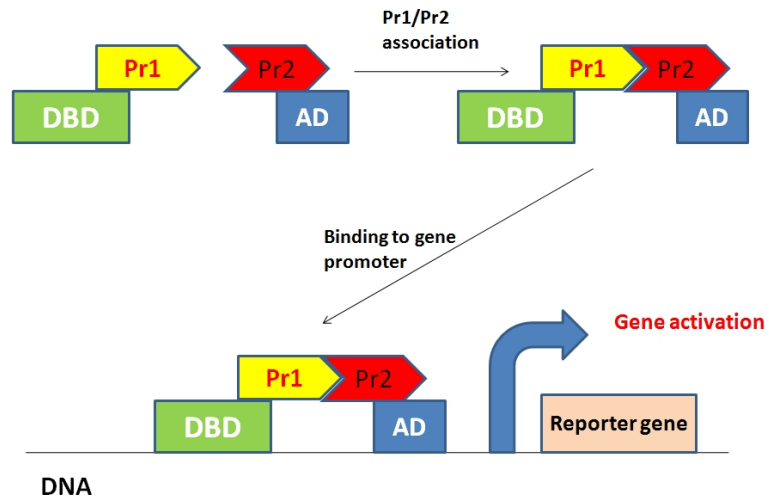 Pr1/Pr2
association
Pr1
Pr2
DBD
AD
Pr1
Pr2
DBD
AD
Binding to gene
promoter
Gene activation
Pr1
Pr2
DBD
AD
Reporter gene
DNA